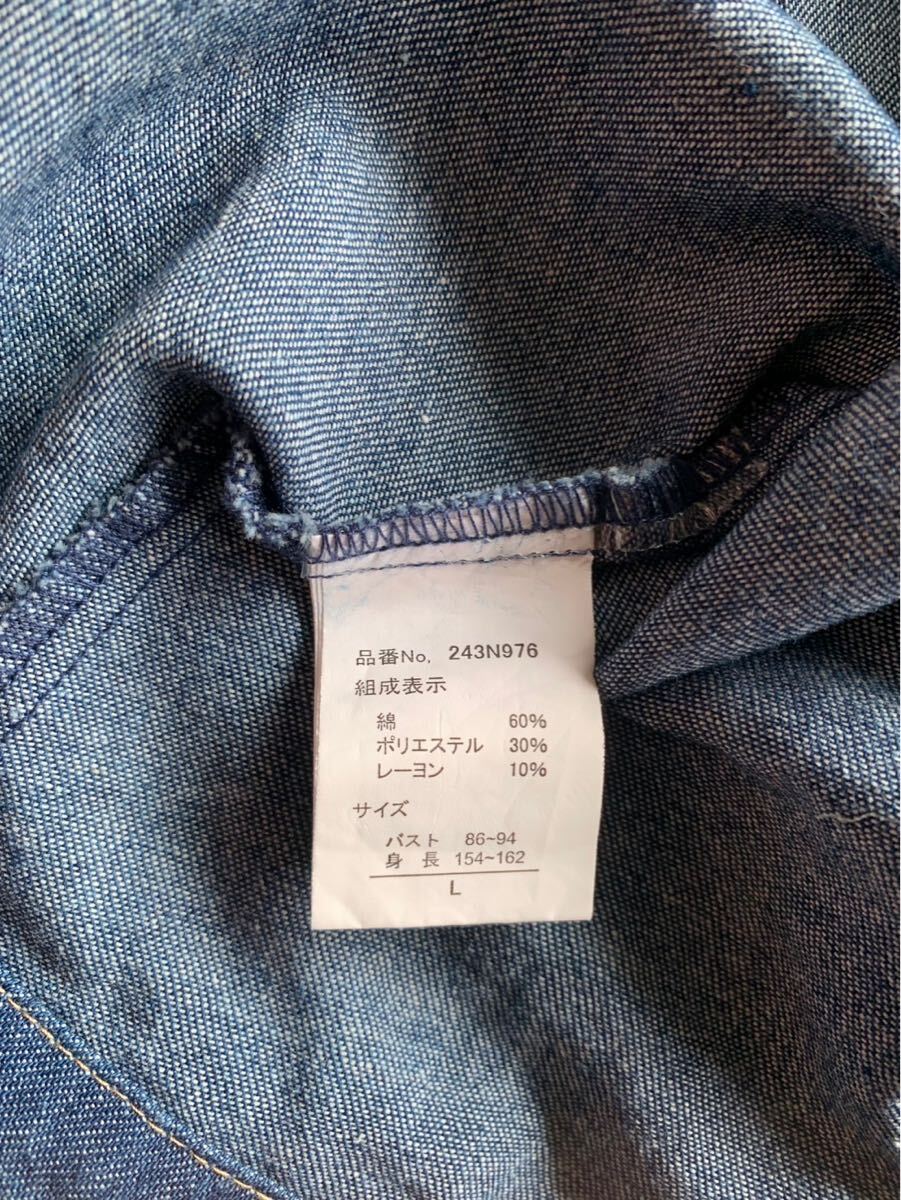 品番No. 243N976
組成表示
綿 60%
ポリエステル 30%
レーヨン 10%
サイズ
バスト 86~94
身 長 154~162
L